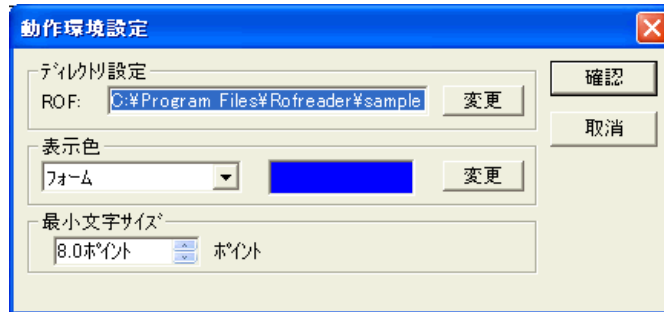 動作環境設定
ディレクトリ設定
確認
ROF: C:¥Program Files¥Rofreader¥sample 変更
取消
表示色
フォーム 変更
最小文字サイズ
8.0ポイント ポイント